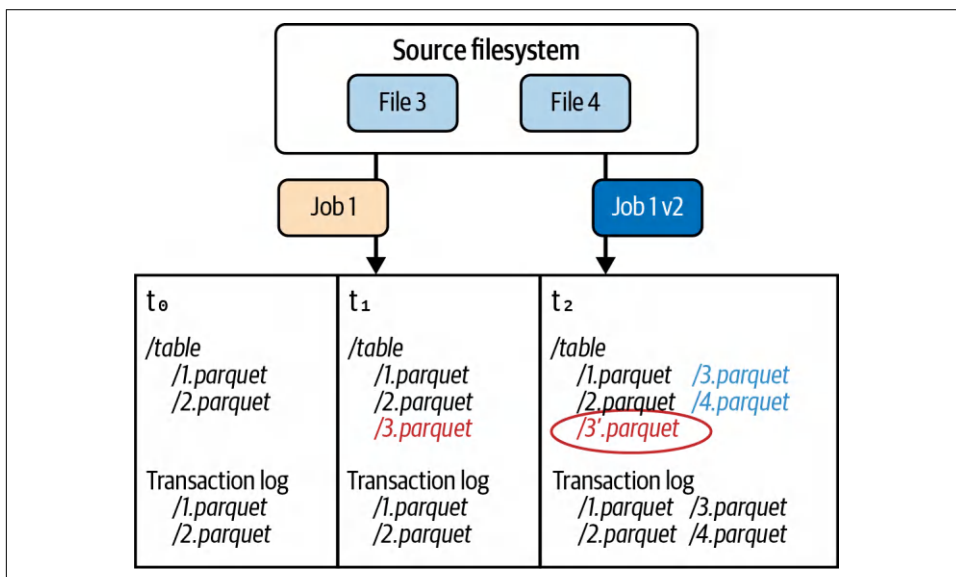 Source filesystem
File 3 File 4
Job 1 Job 1 v2
t₀ t₁ t₂
/table /table /table
/1.parquet /1.parquet /1.parquet /3.parquet
/2.parquet /2.parquet /2.parquet /4.parquet
/3.parquet /3'.parquet
Transaction log Transaction log Transaction log
/1.parquet /1.parquet /1.parquet /3.parquet
/2.parquet /2.parquet /2.parquet /4.parquet